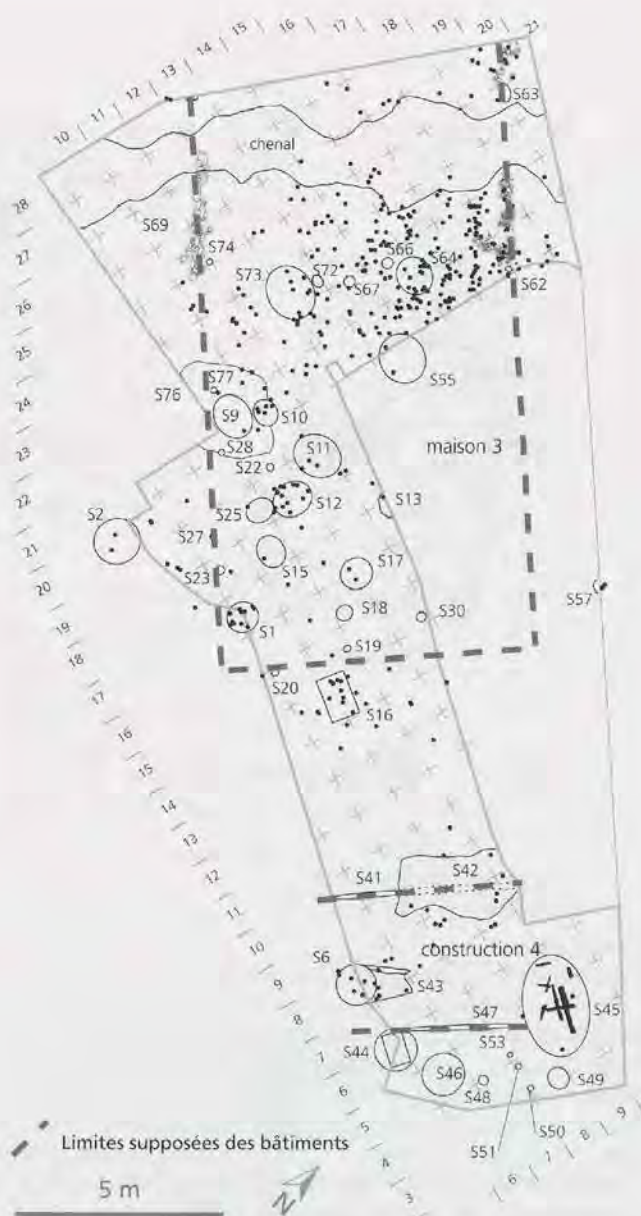 13 14 15 16 17 18 20 21
10 11 12
S63
chenal
28
S69
S74
27
S73 S72 S66 S64
S67
S62
26
25
S55
S77
S76
24
S9 S10
maison 3
23
S28
S11
S22
22
S12
S13
S2
S25
21
S27
S15
S17
20
S23
S57
S18
19
S1
S30
18
S19
17
S20
S16
16
15
14
13
12
S41 S42
11
10
construction 4
S6
9
S43
S45
8
S47
7
S44
S53
6
S46
S49
S48
5
S50
S51
4
3
6 7 8 9
Limites supposées des bâtiments
5 m
N